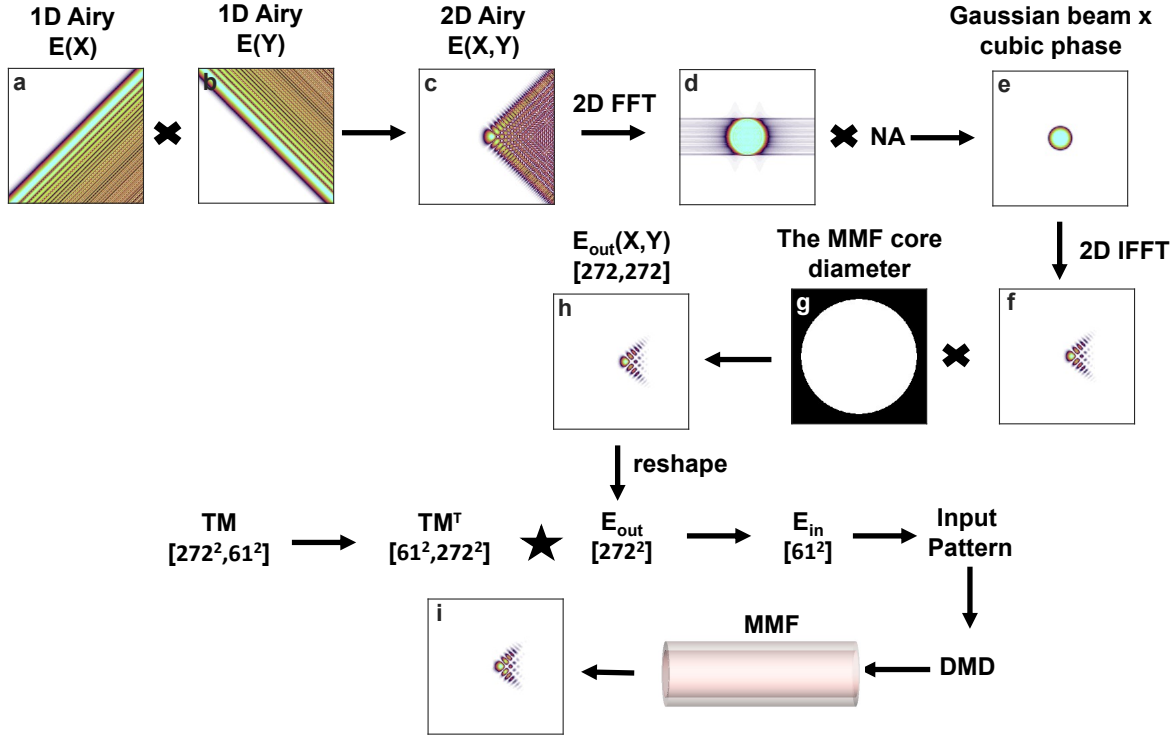 1D Airy
E(X)
1D Airy
E(Y)
2D Airy
E(X,Y)
Gaussian beam x
cubic phase
a
b
c
2D FFT
d
NA
e
2D IFFT
E_out(X,Y)
[272,272]
The MMF core
diameter
h
g
f
reshape
TM
[272²,61²]
TMᵀ
[61²,272²]
E_out
[272²]
E_in
[61²]
Input
Pattern
i
MMF
DMD